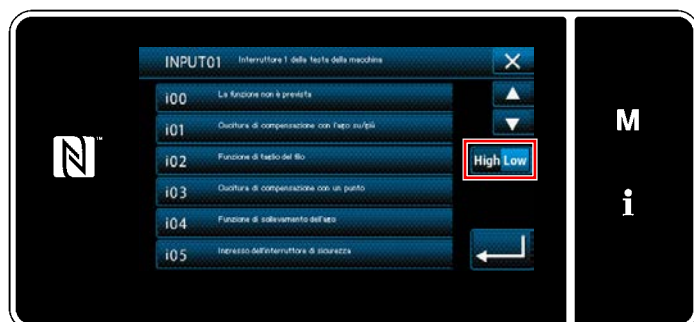 INPUT01 Interruttore 1 della testa della macchina
i00 La funzione non è prevista
i01 Cucitura di compensazione con l'ago su/giù
i02 Funzione di taglio del filo
i03 Cucitura di compensazione con un punto
i04 Funzione di sollevamento dell'ago
i05 Ingresso dell'interruttore di sicurezza
High Low
M
i
N